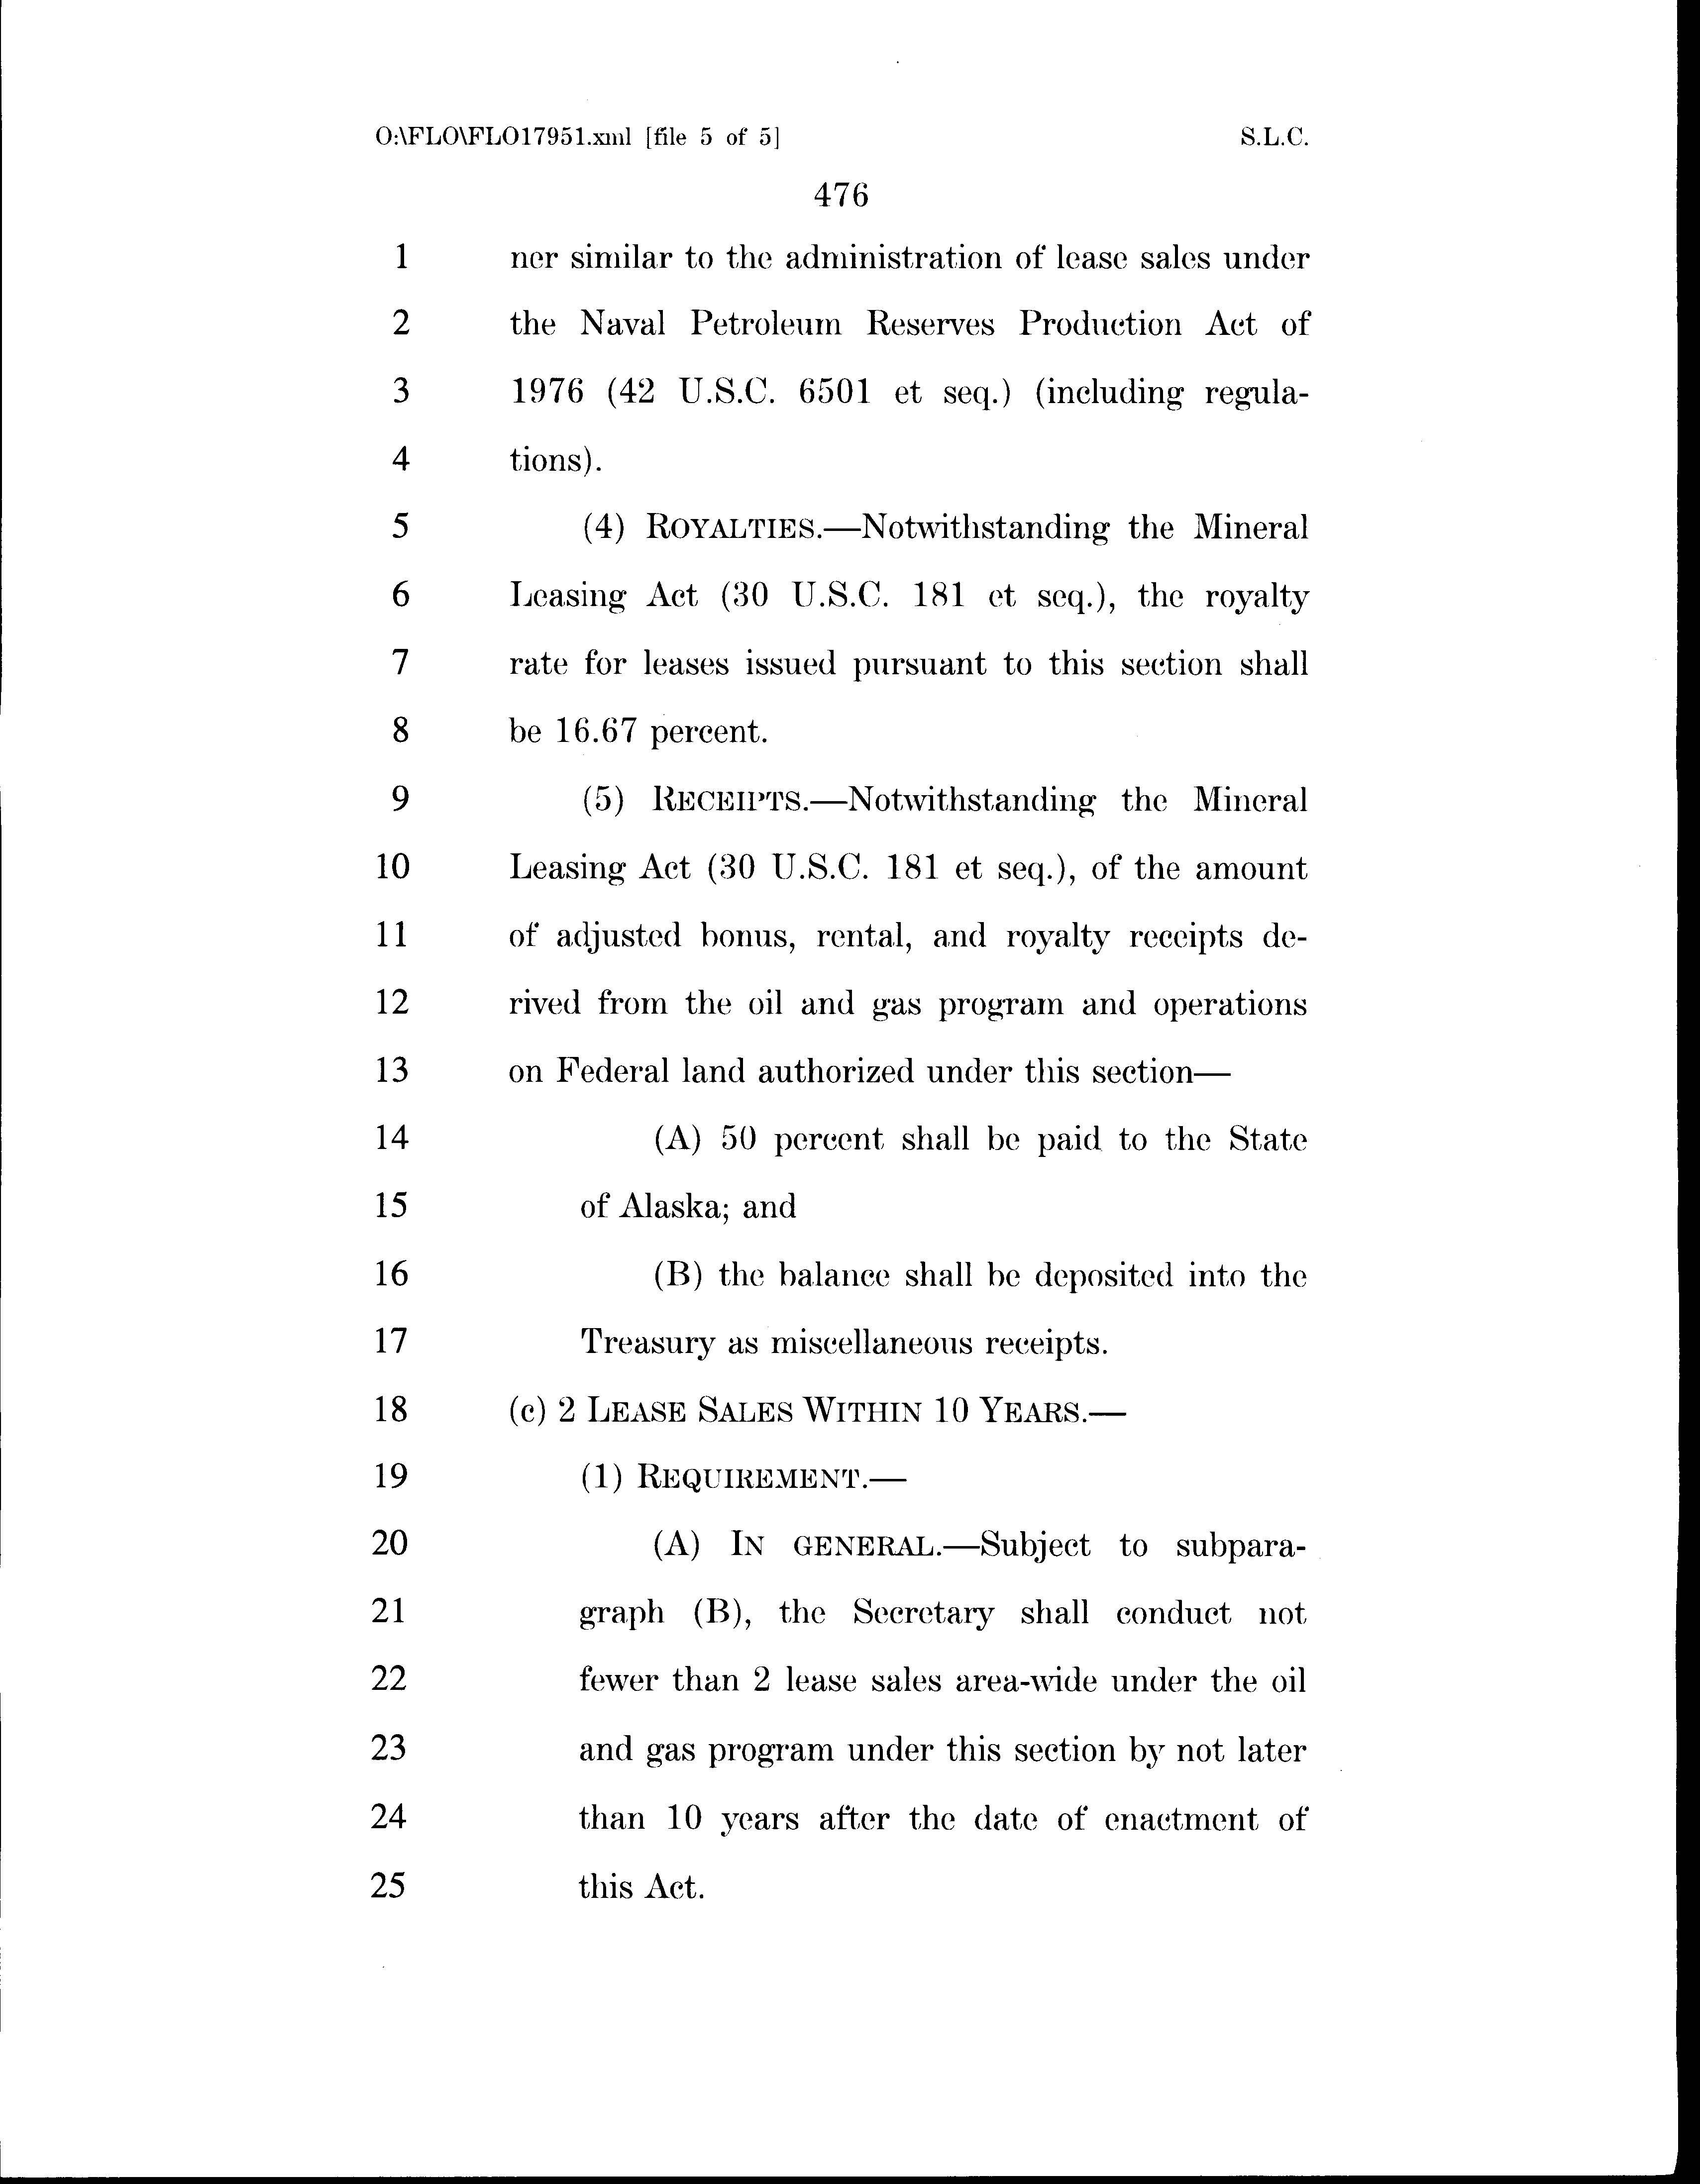 O:\FLO\FLO17951.xml [file 5 of 5] S.L.C.
476
1 ner similar to the administration of lease sales under
2 the Naval Petroleum Reserves Production Act of
3 1976 (42 U.S.C. 6501 et seq.) (including regula-
4 tions).
5 (4) ROYALTIES.—Notwithstanding the Mineral
6 Leasing Act (30 U.S.C. 181 et seq.), the royalty
7 rate for leases issued pursuant to this section shall
8 be 16.67 percent.
9 (5) RECEIPTS.—Notwithstanding the Mineral
10 Leasing Act (30 U.S.C. 181 et seq.), of the amount
11 of adjusted bonus, rental, and royalty receipts de-
12 rived from the oil and gas program and operations
13 on Federal land authorized under this section—
14 (A) 50 percent shall be paid to the State
15 of Alaska; and
16 (B) the balance shall be deposited into the
17 Treasury as miscellaneous receipts.
18 (c) 2 LEASE SALES WITHIN 10 YEARS.—
19 (1) REQUIREMENT.—
20 (A) IN GENERAL.—Subject to subpara-
21 graph (B), the Secretary shall conduct not
22 fewer than 2 lease sales area-wide under the oil
23 and gas program under this section by not later
24 than 10 years after the date of enactment of
25 this Act.